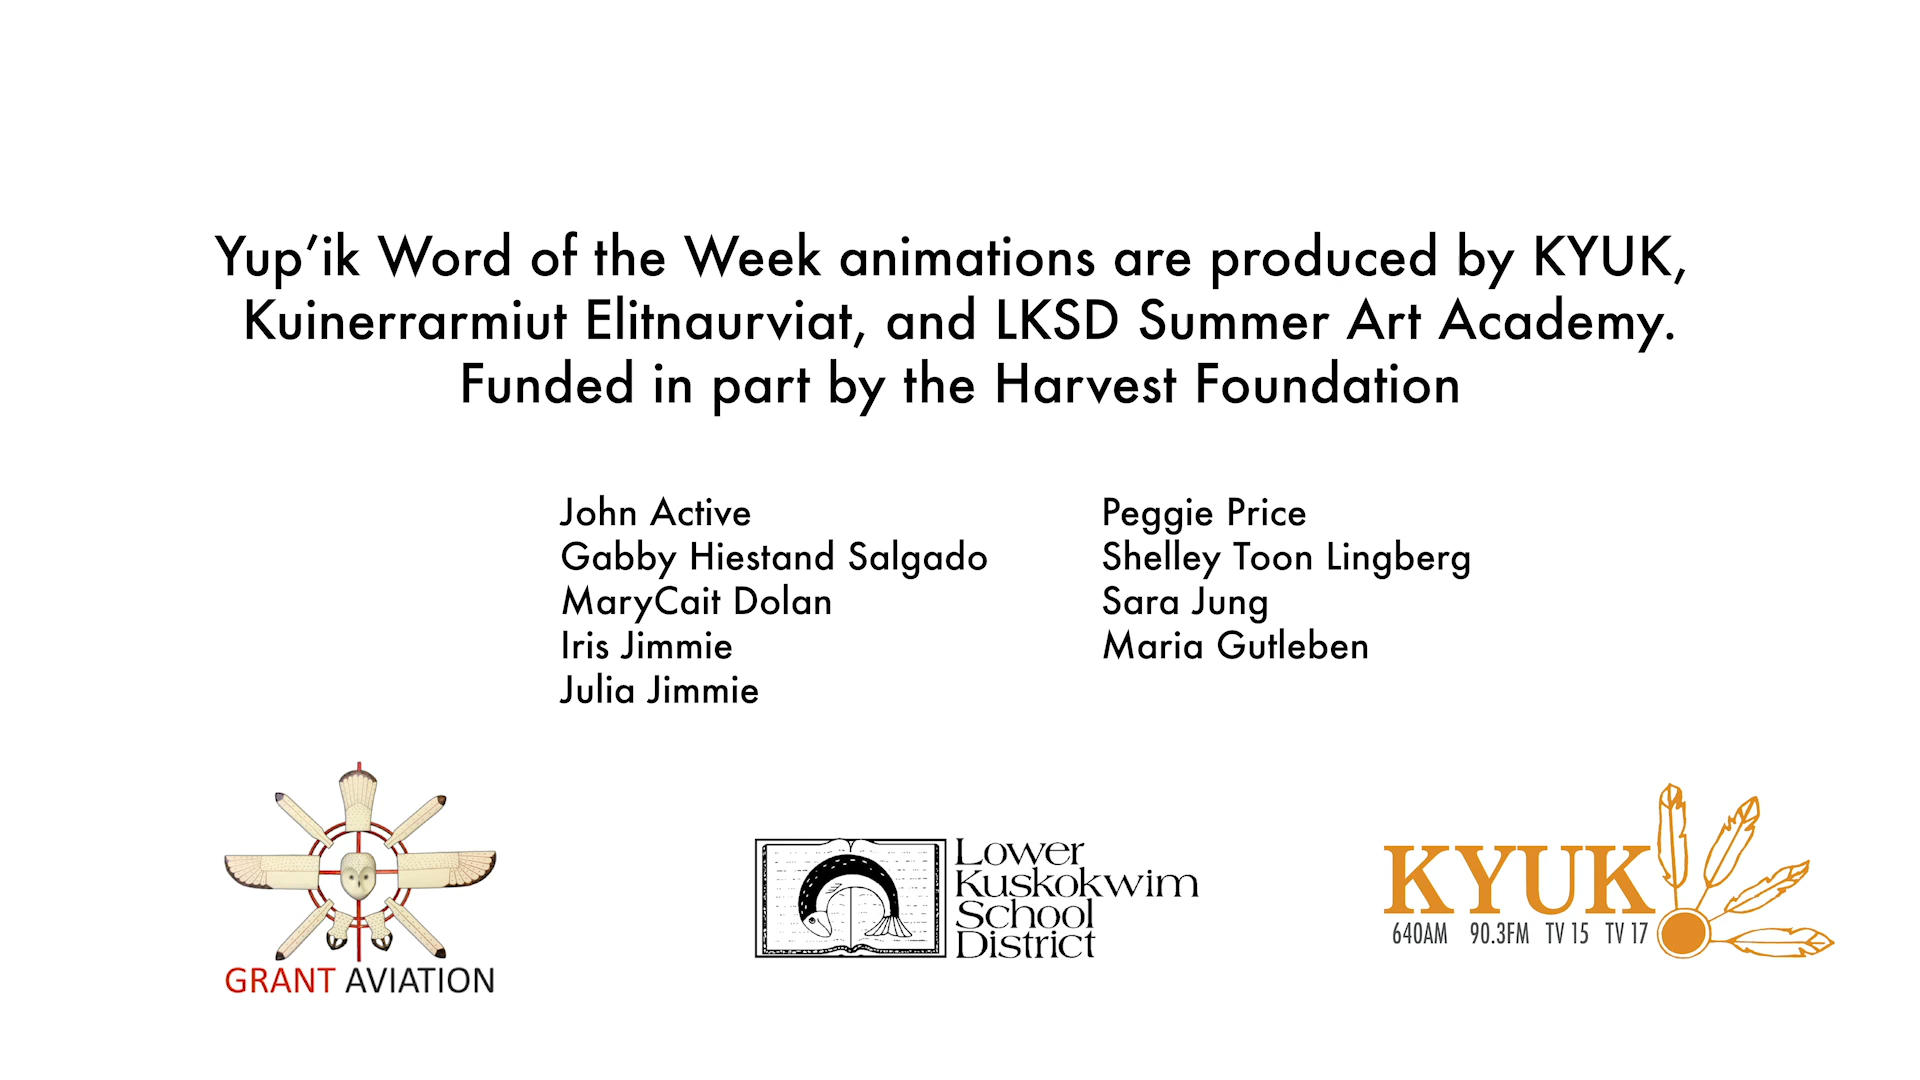 Yup’ik Word of the Week animations are produced by KYUK,
Kuinerrarmiut Elitnaurviat, and LKSD Summer Art Academy.
Funded in part by the Harvest Foundation
John Active
Gabby Hiestand Salgado
MaryCait Dolan
Iris Jimmie
Julia Jimmie
Peggie Price
Shelley Toon Lingberg
Sara Jung
Maria Gutleben
GRANT AVIATION
Lower
Kuskokwim
School
District
KYUK
640AM 90.3FM TV 15 TV 17